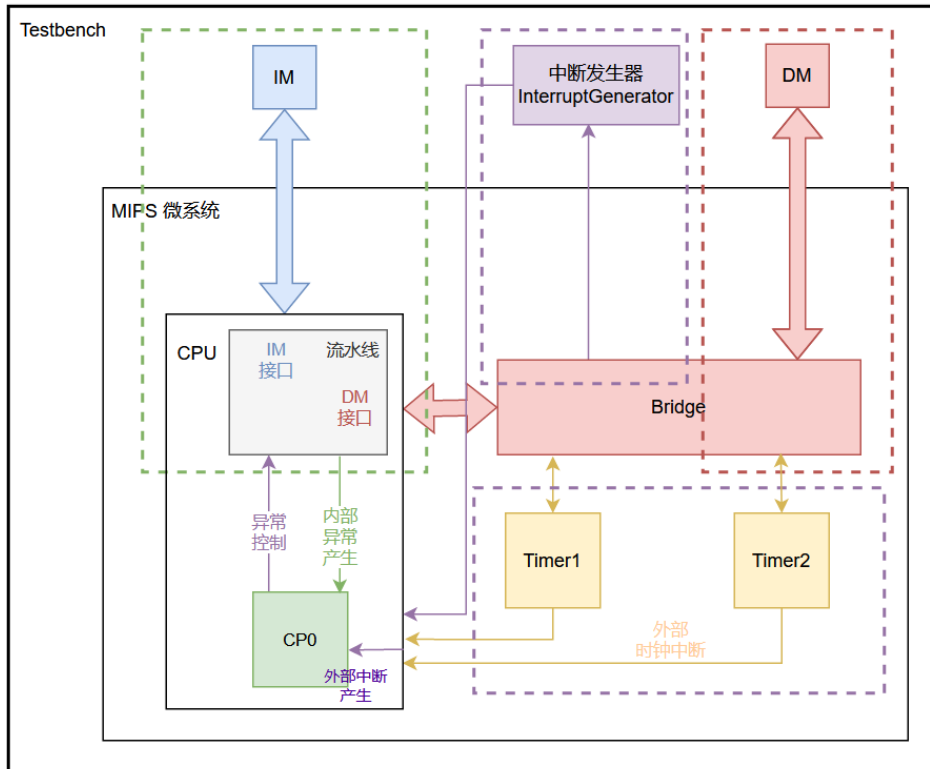 Testbench
IM
中断发生器
InterruptGenerator
DM
MIPS 微系统
CPU
IM
接口
流水线
DM
接口
Bridge
异常
控制
内部
异常
产生
Timer1
Timer2
CP0
外部
时钟中断
外部中断
产生